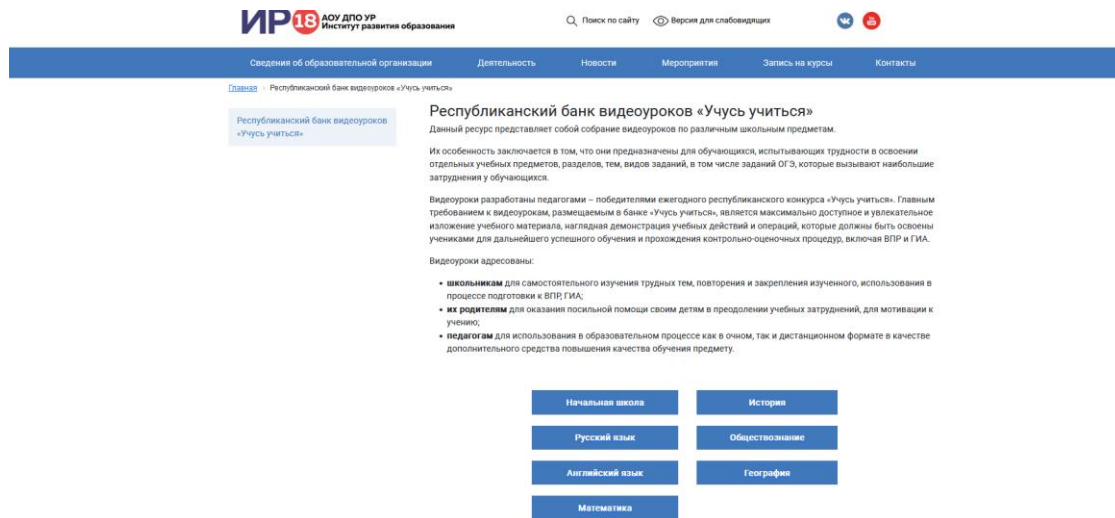 ИР18
АОУ ДПО УР
Институт развития образования
Поиск по сайту
Версия для слабовидящих
Сведения об образовательной организации
Деятельность
Новости
Мероприятия
Запись на курсы
Контакты
Главная
Республиканский банк видеоуроков «Учусь учиться»
Республиканский банк видеоуроков
«Учусь учиться»
Республиканский банк видеоуроков «Учусь учиться»
Данный ресурс представляет собой собрание видеоуроков по различным школьным предметам.
Их особенность заключается в том, что они предназначены для обучающихся, испытывающих трудности в освоении
отдельных учебных предметов, разделов, тем, видов заданий, в том числе заданий ОГЭ, которые вызывают наибольшие
затруднения у обучающихся.
Видеоуроки разработаны педагогами – победителями ежегодного республиканского конкурса «Учусь учиться». Главным
требованием к видеоурокам, размещаемым в банке «Учусь учиться», является максимально доступное и увлекательное
изложение учебного материала, наглядная демонстрация учебных действий и операций, которые должны быть освоены
учениками для дальнейшего успешного обучения и прохождения контрольно-оценочных процедур, включая ВПР и ГИА.
Видеоуроки адресованы:
• школьникам для самостоятельного изучения трудных тем, повторения и закрепления изученного, использования в
процессе подготовки к ВПР, ГИА;
• их родителям для оказания посильной помощи своим детям в преодолении учебных затруднений, для мотивации к
учению;
• педагогам для использования в образовательном процессе как в очном, так и дистанционном формате в качестве
дополнительного средства повышения качества обучения предмету.
Начальная школа
История
Русский язык
Обществознание
Английский язык
География
Математика